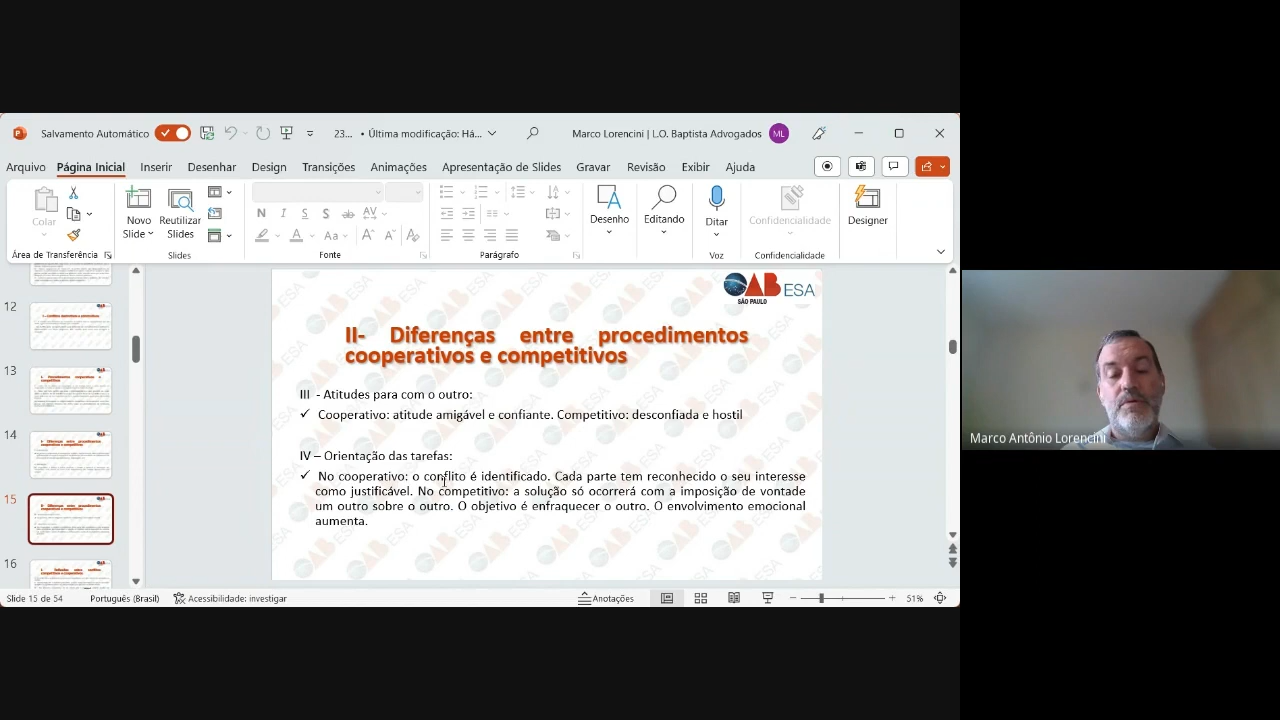 Salvamento Automático
23... • Última modificação: Há...
Marco Lorencini | L.O. Baptista Advogados
ML
Arquivo
Página Inicial
Inserir
Desenhar
Design
Transições
Animações
Apresentação de Slides
Gravar
Revisão
Exibir
Ajuda
Colar
Novo
Slide
Reutilizar
Slides
N I S S ab AV
A Aa A A A
Desenho
Editando
Ditar
Confidencialidade
Designer
Área de Transferência
Slides
Fonte
Parágrafo
Voz
Confidencialidade
12
13
14
15
16
OAB ESA
SÃO PAULO
II- Diferenças entre procedimentos
cooperativos e competitivos
III – Atitudes para com o outro:
✓ Cooperativo: atitude amigável e confiante. Competitivo: desconfiada e hostil
IV – Orientação das tarefas:
✓ No cooperativo: o conflito é identificado. Cada parte tem reconhecido o seu interesse
como justificável. No competitivo: a solução só ocorrerá com a imposição de vontade
um lado sobre o outro. O lítico é enfraquecer o outro. O envolvimento emocional
aumenta.
Marco Antônio Lorencini
Slide 15 de 54
Português (Brasil)
Acessibilidade: investigar
Anotações
51%